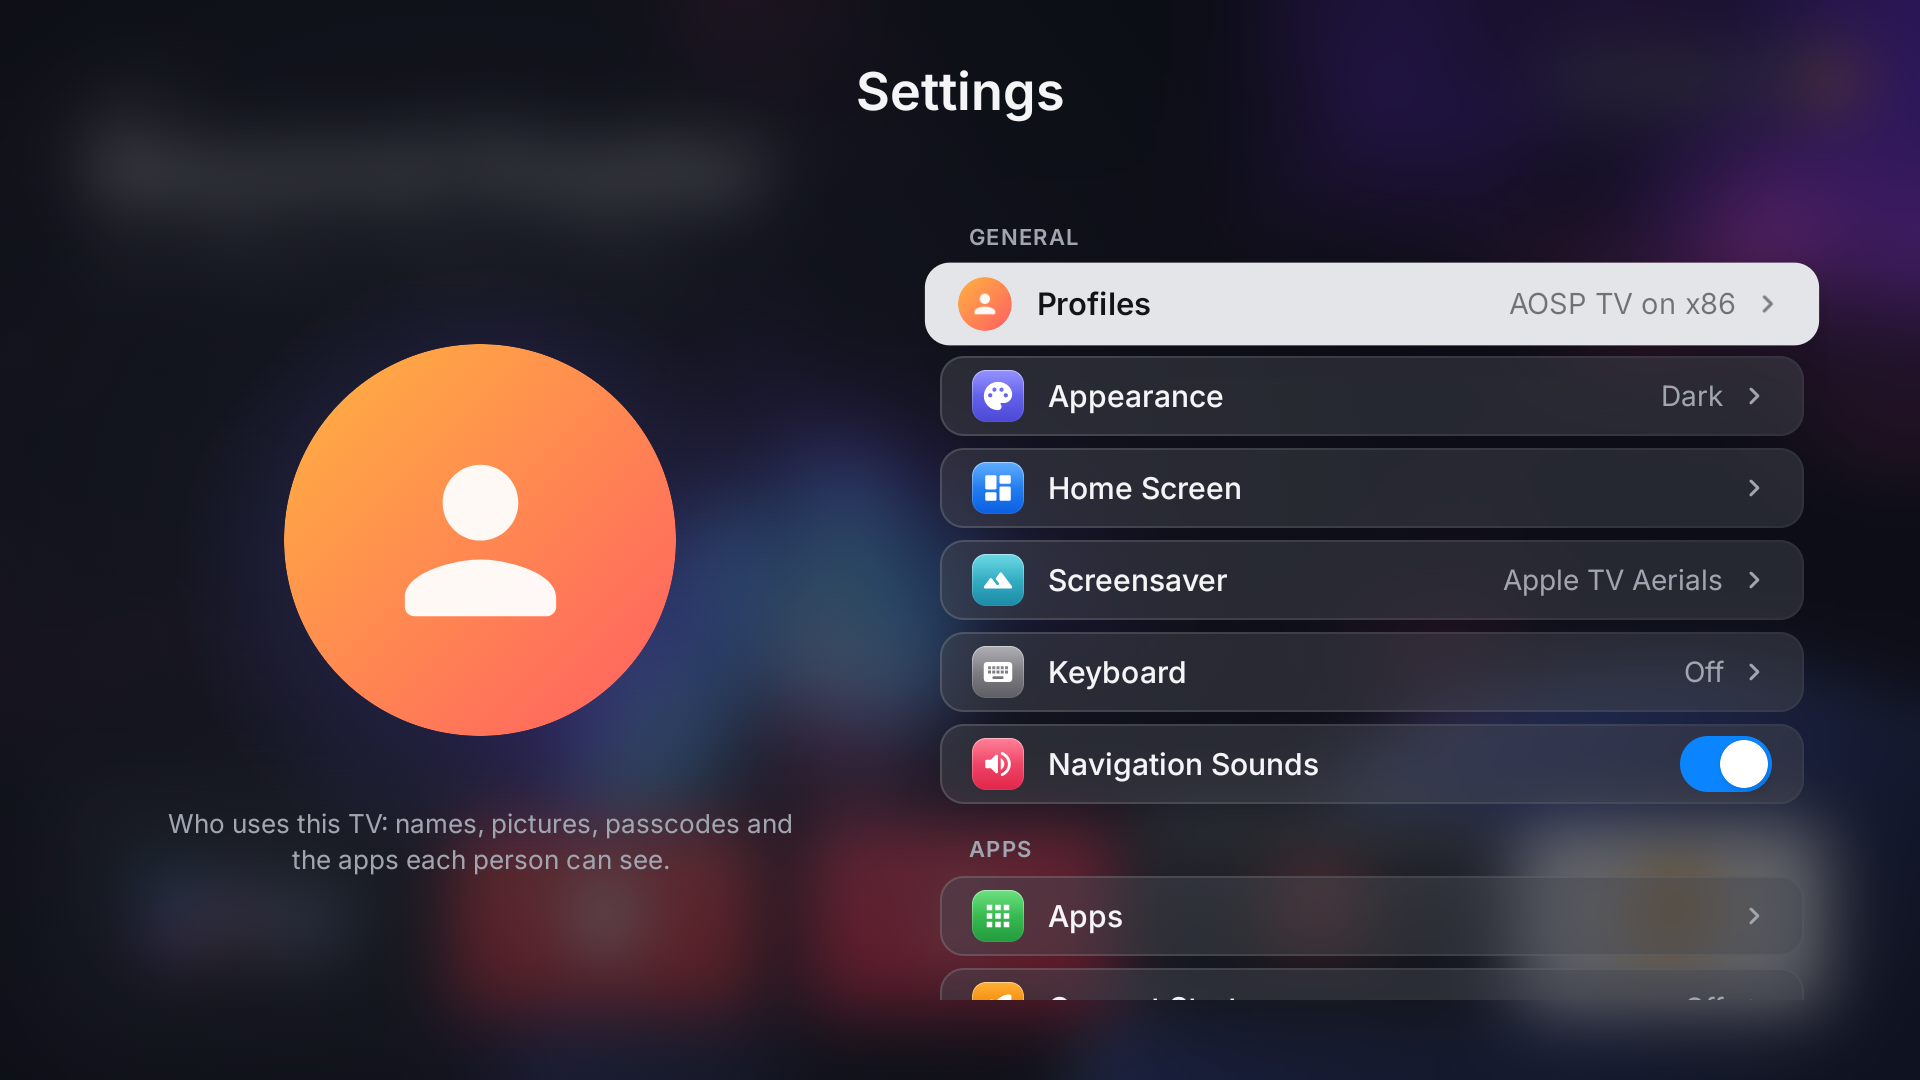 Settings
GENERAL
Profiles AOSP TV on x86
Appearance Dark
Home Screen
Screensaver Apple TV Aerials
Keyboard Off
Navigation Sounds
Who uses this TV: names, pictures, passcodes and
the apps each person can see.
APPS
Apps